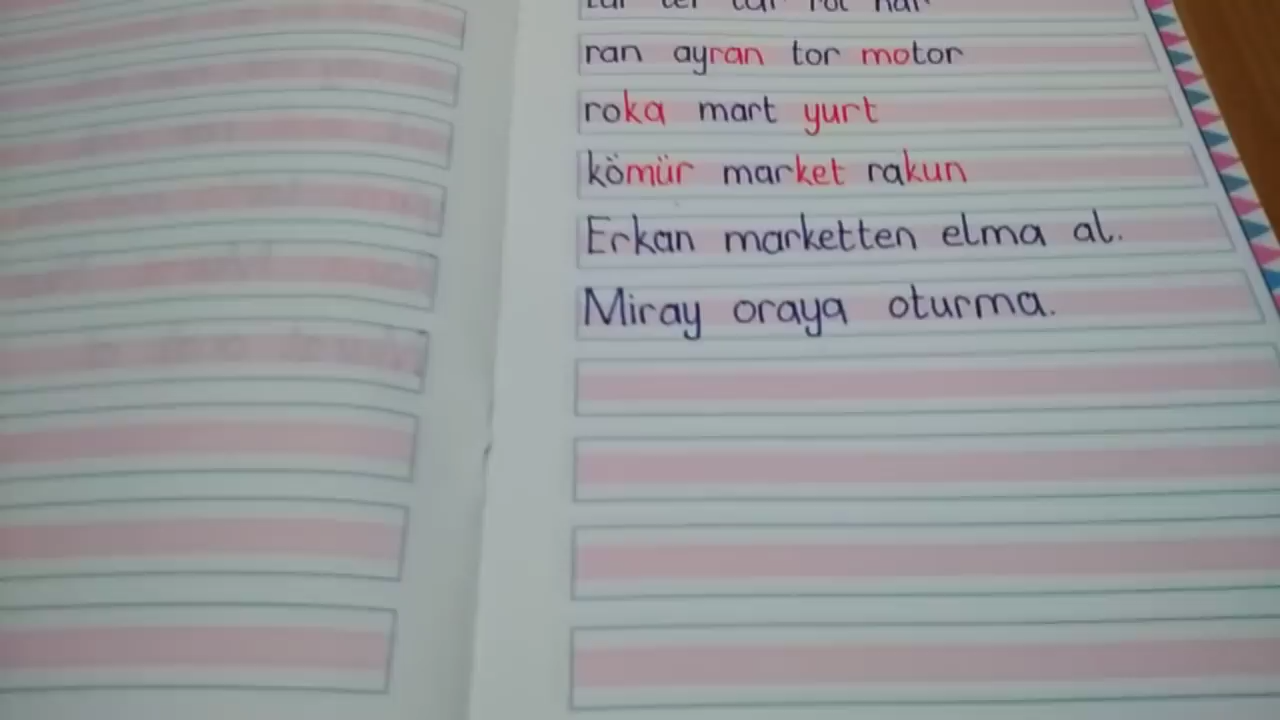 ran ayran tor motor
roka mart yurt
kömür market rakun
Erkan marketten elma al.
Miray oraya oturma.